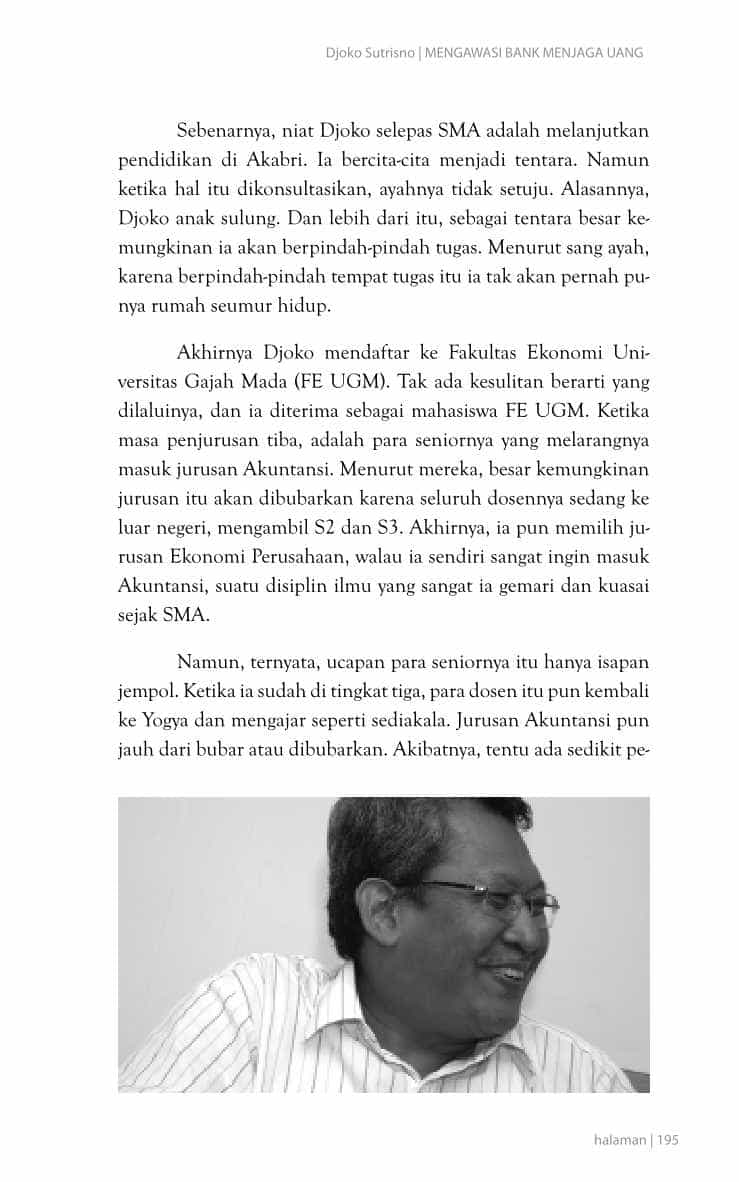 Djoko Sutrisno | MENGAWASI BANK MENJAGA UANG
Sebenarnya, niat Djoko selepas SMA adalah melanjutkan
pendidikan di Akabri. Ia bercita-cita menjadi tentara. Namun
ketika hal itu dikonsultasikan, ayahnya tidak setuju. Alasannya,
Djoko anak sulung. Dan lebih dari itu, sebagai tentara besar ke-
mungkinan ia akan berpindah-pindah tugas. Menurut sang ayah,
karena berpindah-pindah tempat tugas itu ia tak akan pernah pu-
nya rumah seumur hidup.
Akhirnya Djoko mendaftar ke Fakultas Ekonomi Uni-
versitas Gajah Mada (FE UGM). Tak ada kesulitan berarti yang
dilaluinya, dan ia diterima sebagai mahasiswa FE UGM. Ketika
masa penjurusan tiba, adalah para seniornya yang melarangnya
masuk jurusan Akuntansi. Menurut mereka, besar kemungkinan
jurusan itu akan dibubarkan karena seluruh dosennya sedang ke
luar negeri, mengambil S2 dan S3. Akhirnya, ia pun memilih ju-
rusan Ekonomi Perusahaan, walau ia sendiri sangat ingin masuk
Akuntansi, suatu disiplin ilmu yang sangat ia gemari dan kuasai
sejak SMA.
Namun, ternyata, ucapan para seniornya itu hanya isapan
jempol. Ketika ia sudah di tingkat tiga, para dosen itu pun kembali
ke Yogya dan mengajar seperti sediakala. Jurusan Akuntansi pun
jauh dari bubar atau dibubarkan. Akibatnya, tentu ada sedikit pe-
halaman | 195